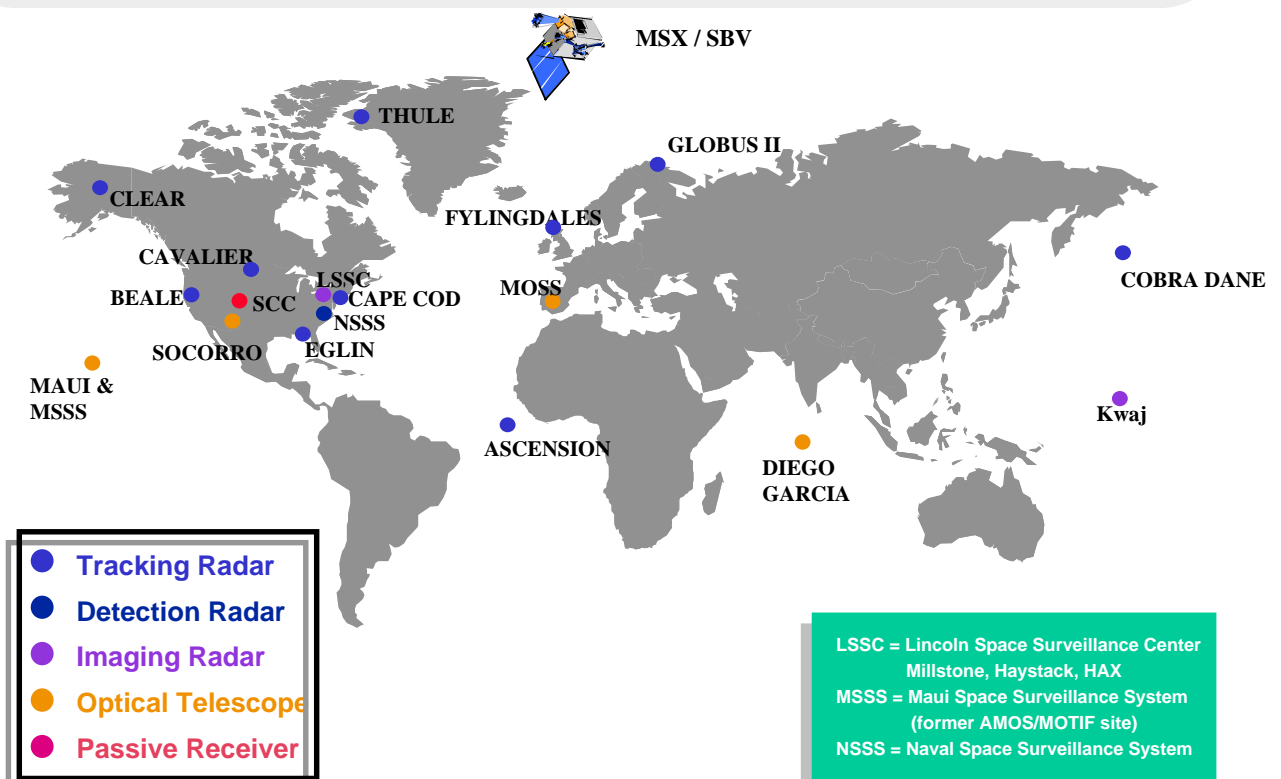 MSX / SBV
THULE
GLOBUS II
CLEAR
FYLINGDALES
CAVALIER
COBRA DANE
LSSC
MOSS
BEALE
SCC
CAPE COD
NSSS
SOCORRO
EGLIN
MAUI &
MSSS
Kwaj
ASCENSION
DIEGO
GARCIA
Tracking Radar
Detection Radar
Imaging Radar
Optical Telescope
Passive Receiver
LSSC = Lincoln Space Surveillance Center
Millstone, Haystack, HAX
MSSS = Maui Space Surveillance System
(former AMOS/MOTIF site)
NSSS = Naval Space Surveillance System